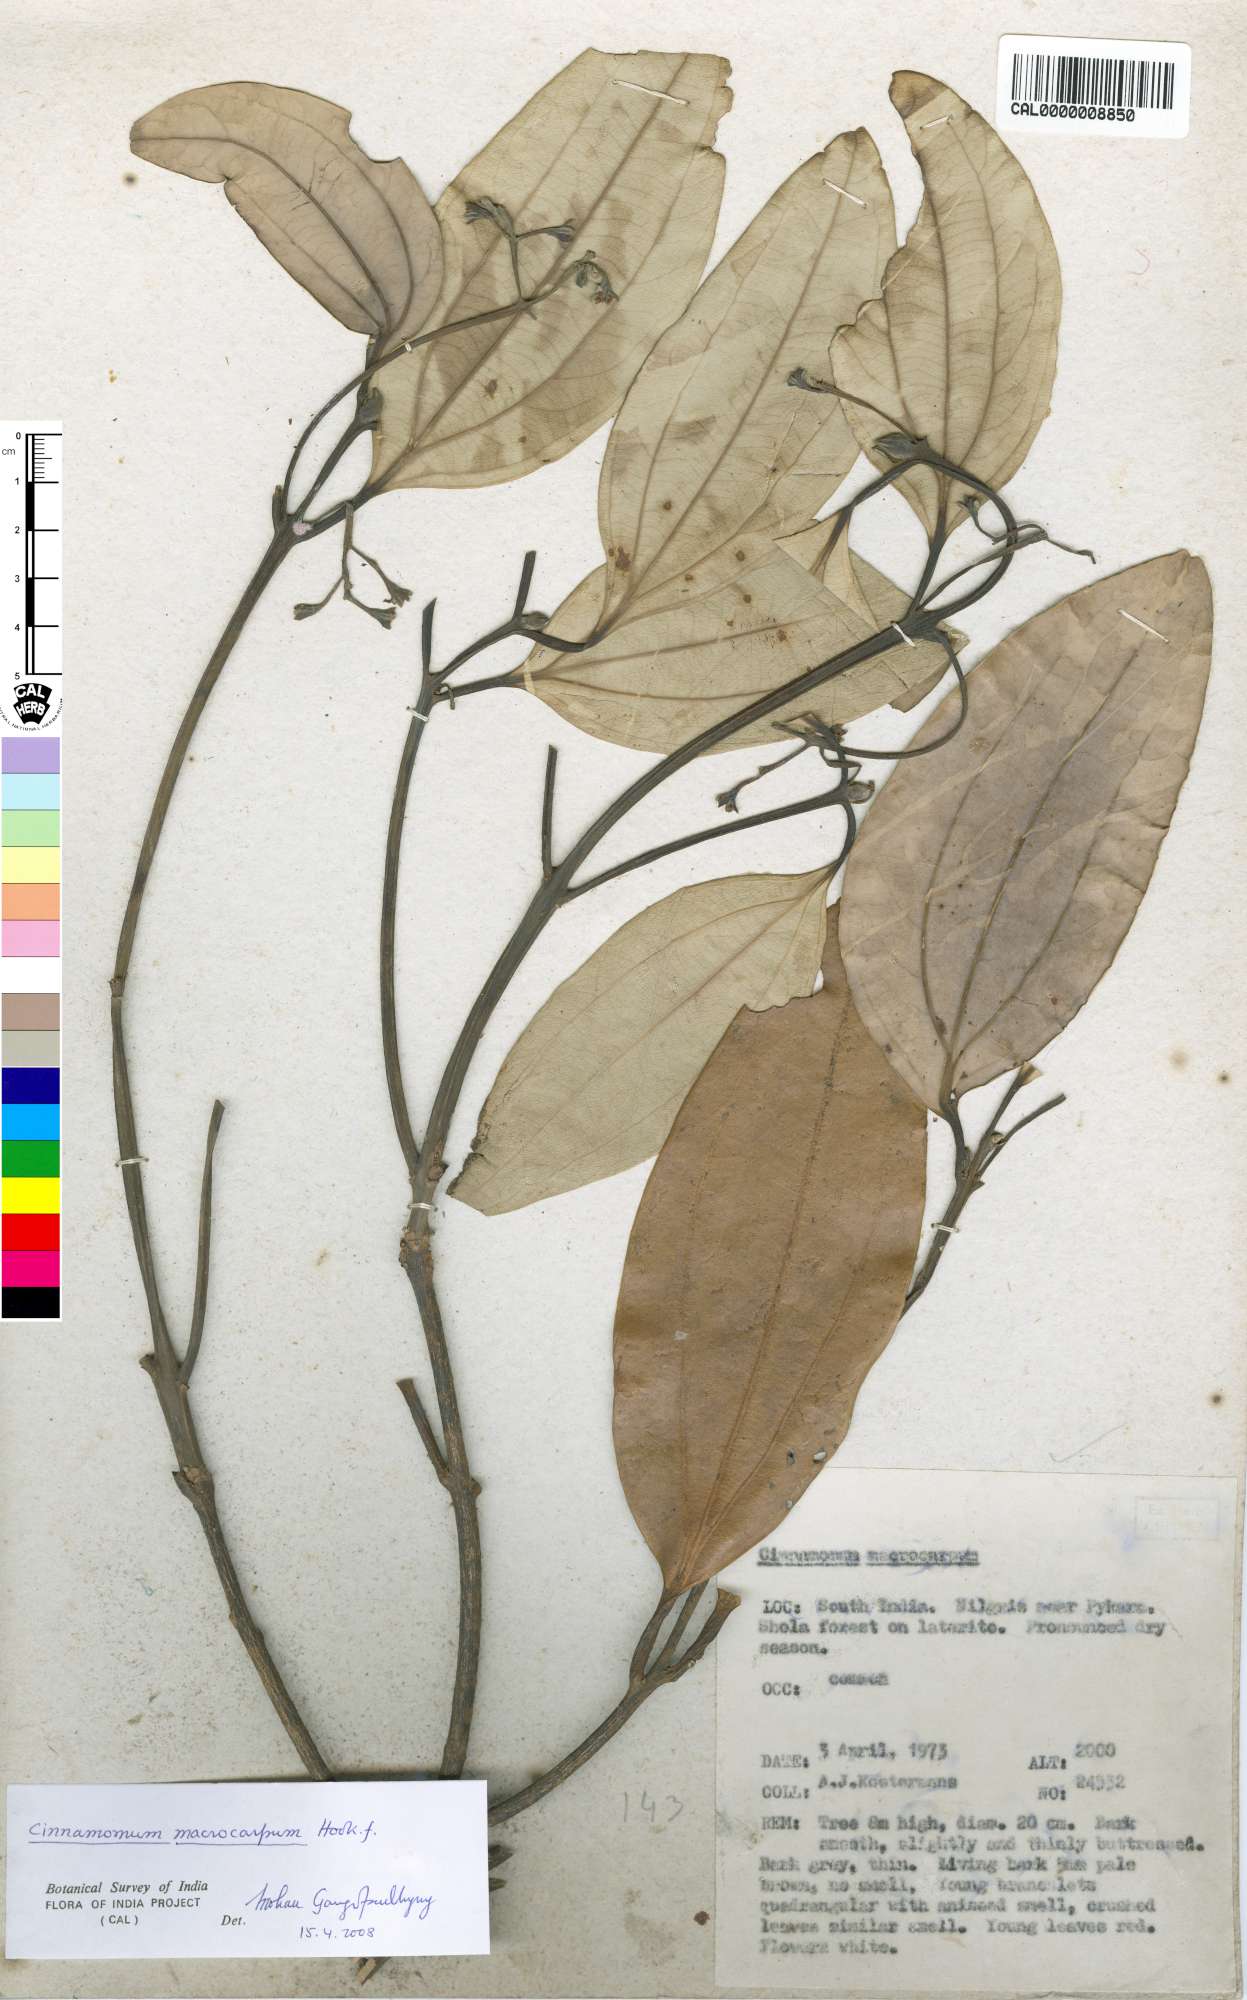 CAL0000008850
0
cm
1
2
3
4
5
CAL
HERB
Cinnamomum macrocarpum
LOC: South India. Nilgris near Pykara.
Shola forest on laterite. Pronounced dry
season.
OCC: common
DATE: 3 April, 1973 ALT: 2000
COLL: A.J.Kostermans NO: 24332
REM: Tree 8m high, diam. 20 cm. Bark
smooth, slightly and thinly buttressed.
Bark grey, thin. Living bark 5mm pale
brown, no smell, Young branclets
quadrangular with aniseed smell, crushed
leaves similar smell. Young leaves red.
Flowers white.
143
Cinnamomum macrocarpum Hook. f.
Botanical Survey of India
FLORA OF INDIA PROJECT
( CAL )
Det.
15.4.2008